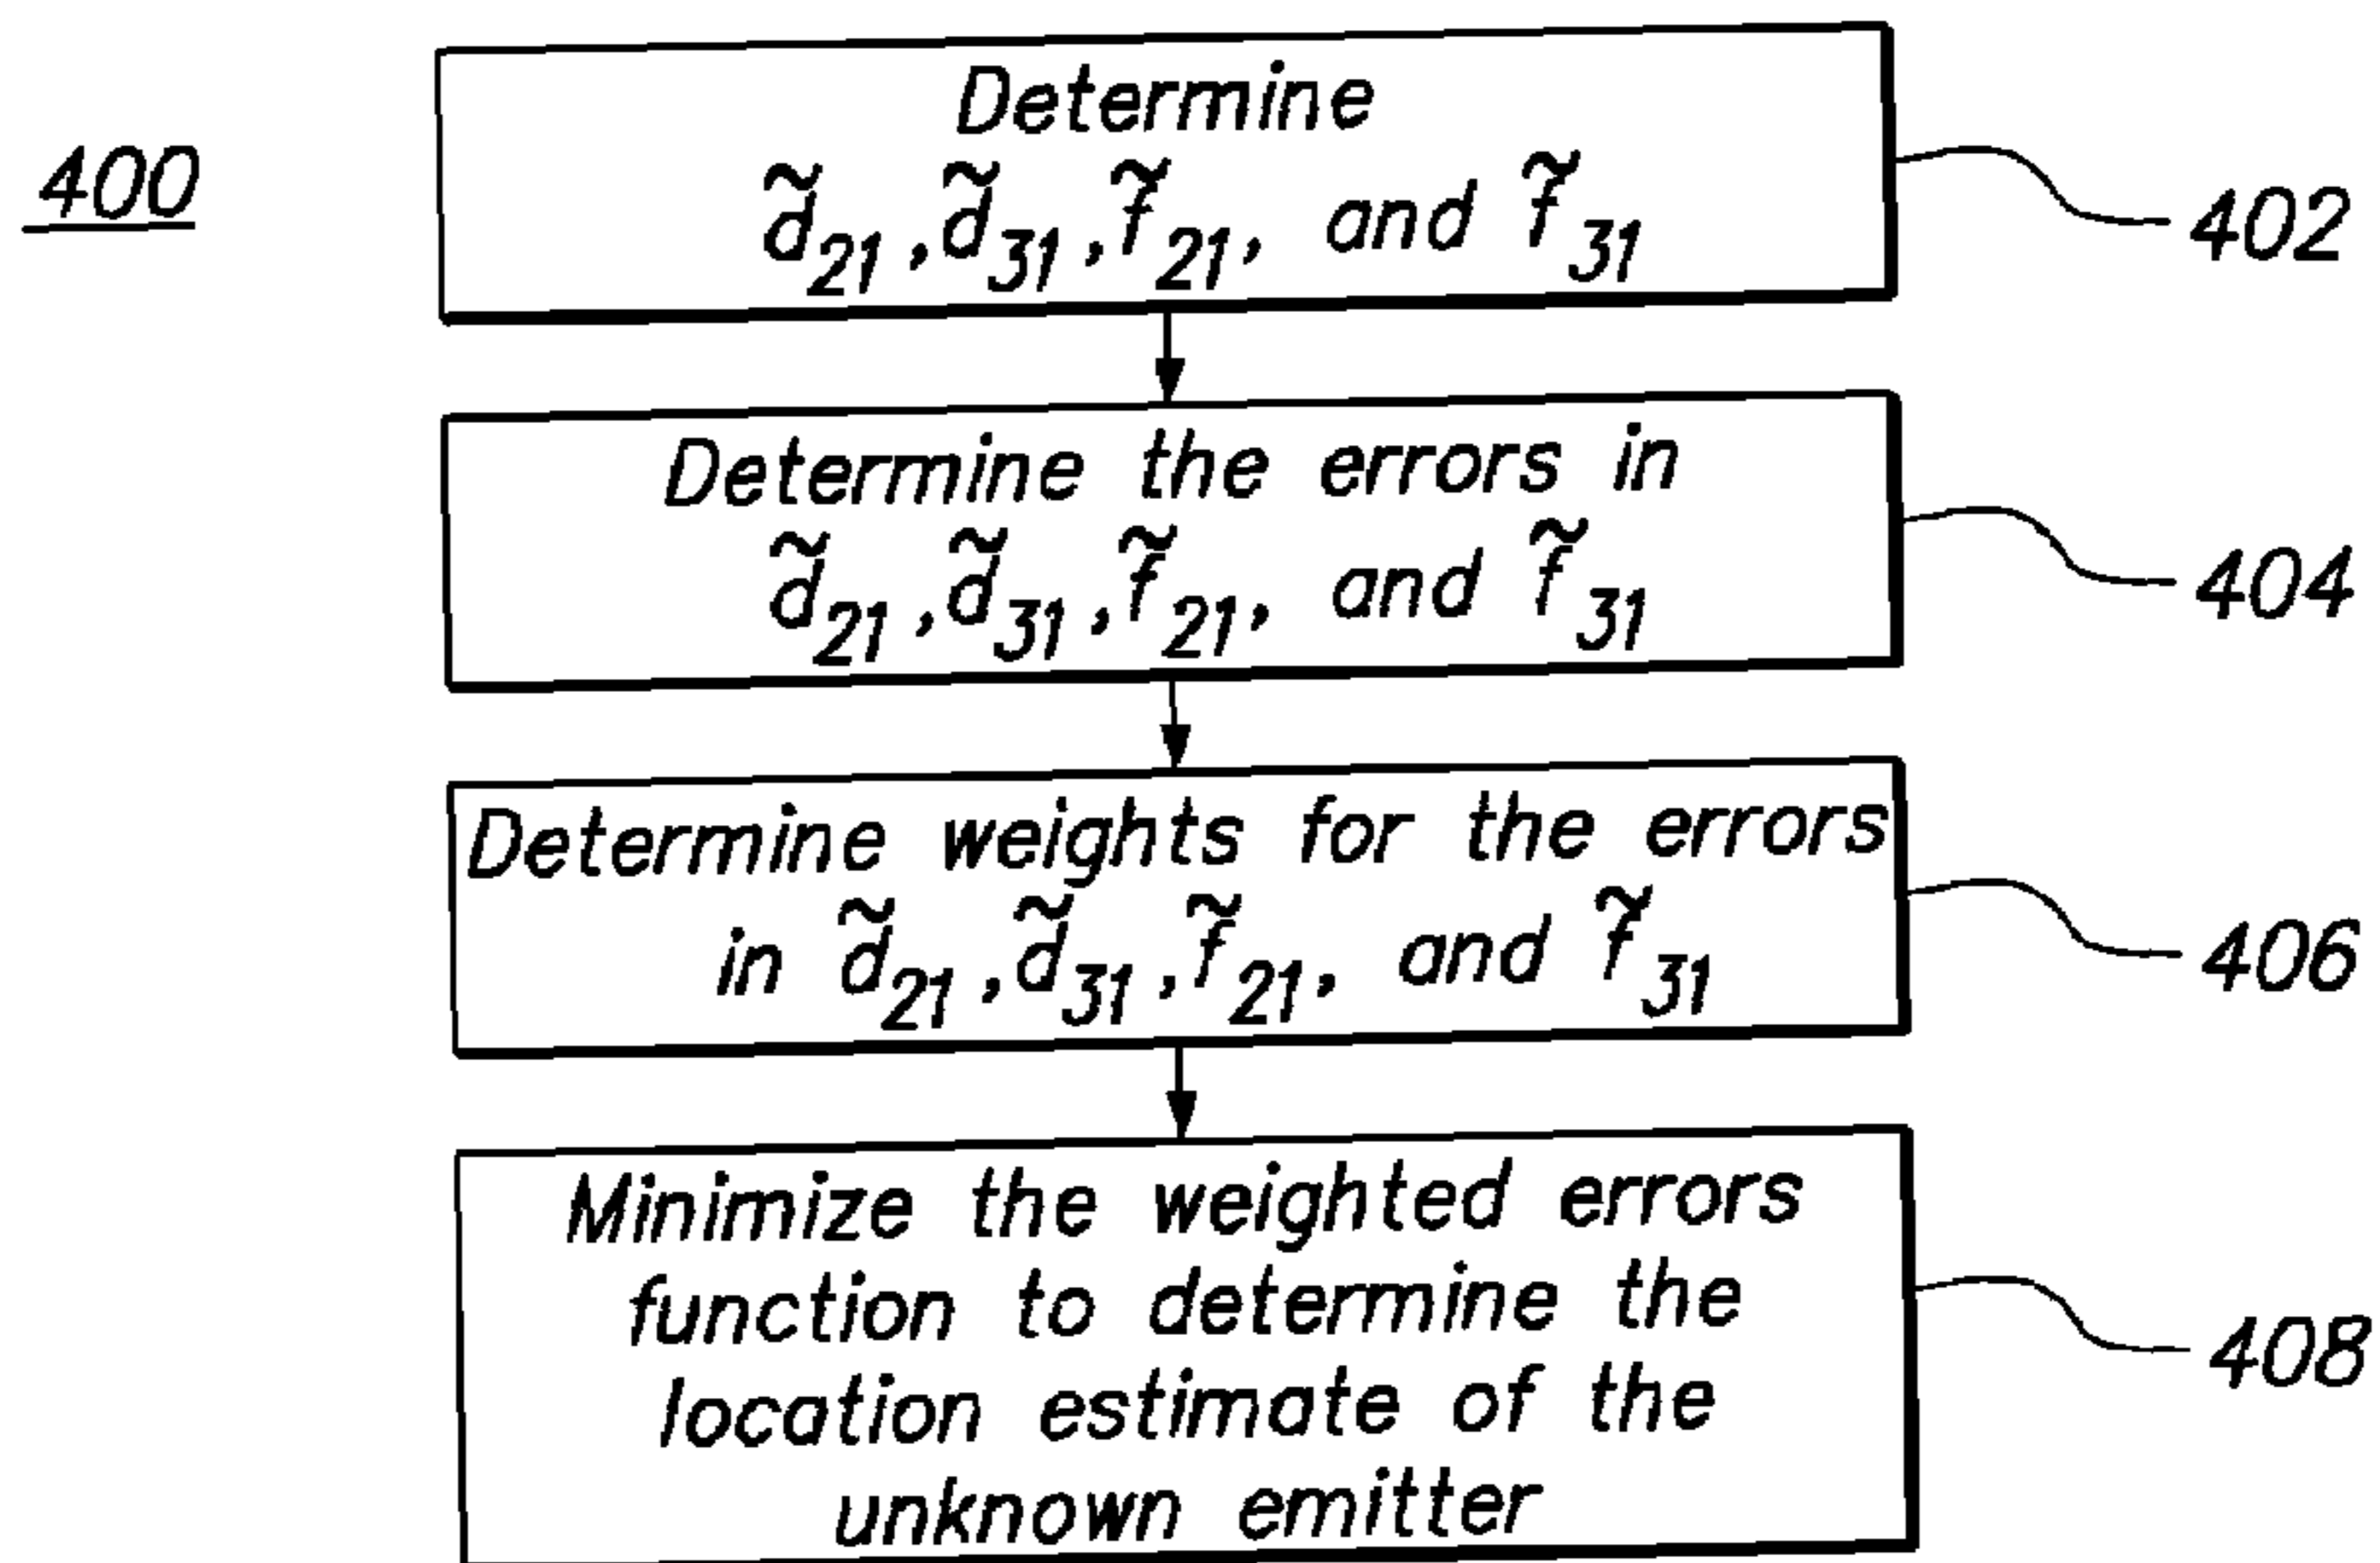 400
Determine
d̃21, d̃31, f̃21, and f̃31
402
Determine the errors in
d̃21, d̃31, f̃21, and f̃31
404
Determine weights for the errors
in d̃21, d̃31, f̃21, and f̃31
406
Minimize the weighted errors
function to determine the
location estimate of the
unknown emitter
408